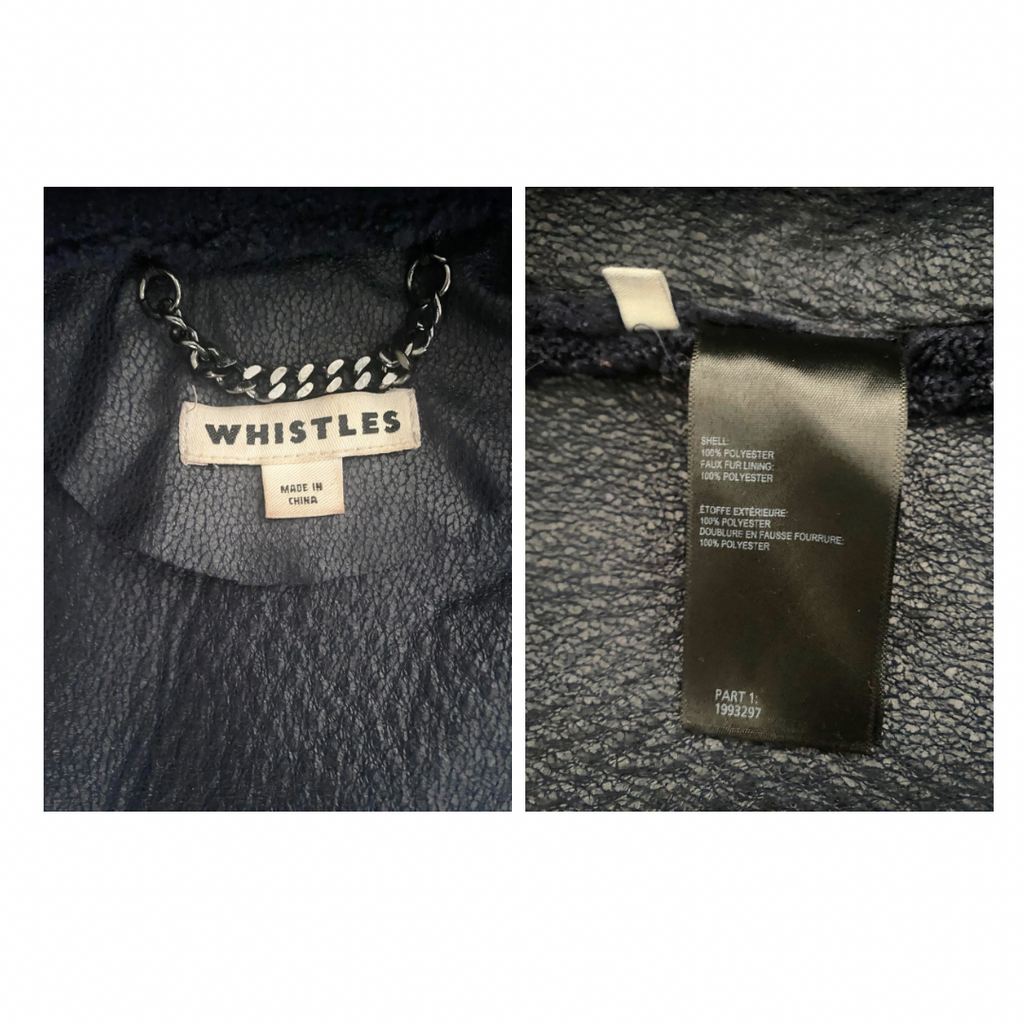 WHISTLES
MADE IN
CHINA
SHELL:
100% POLYESTER
FAUX FUR LINING:
100% POLYESTER
ÉTOFFE EXTÉRIEURE:
100% POLYESTER
DOUBLURE EN FAUSSE FOURRURE:
100% POLYESTER
PART 1:
1993297